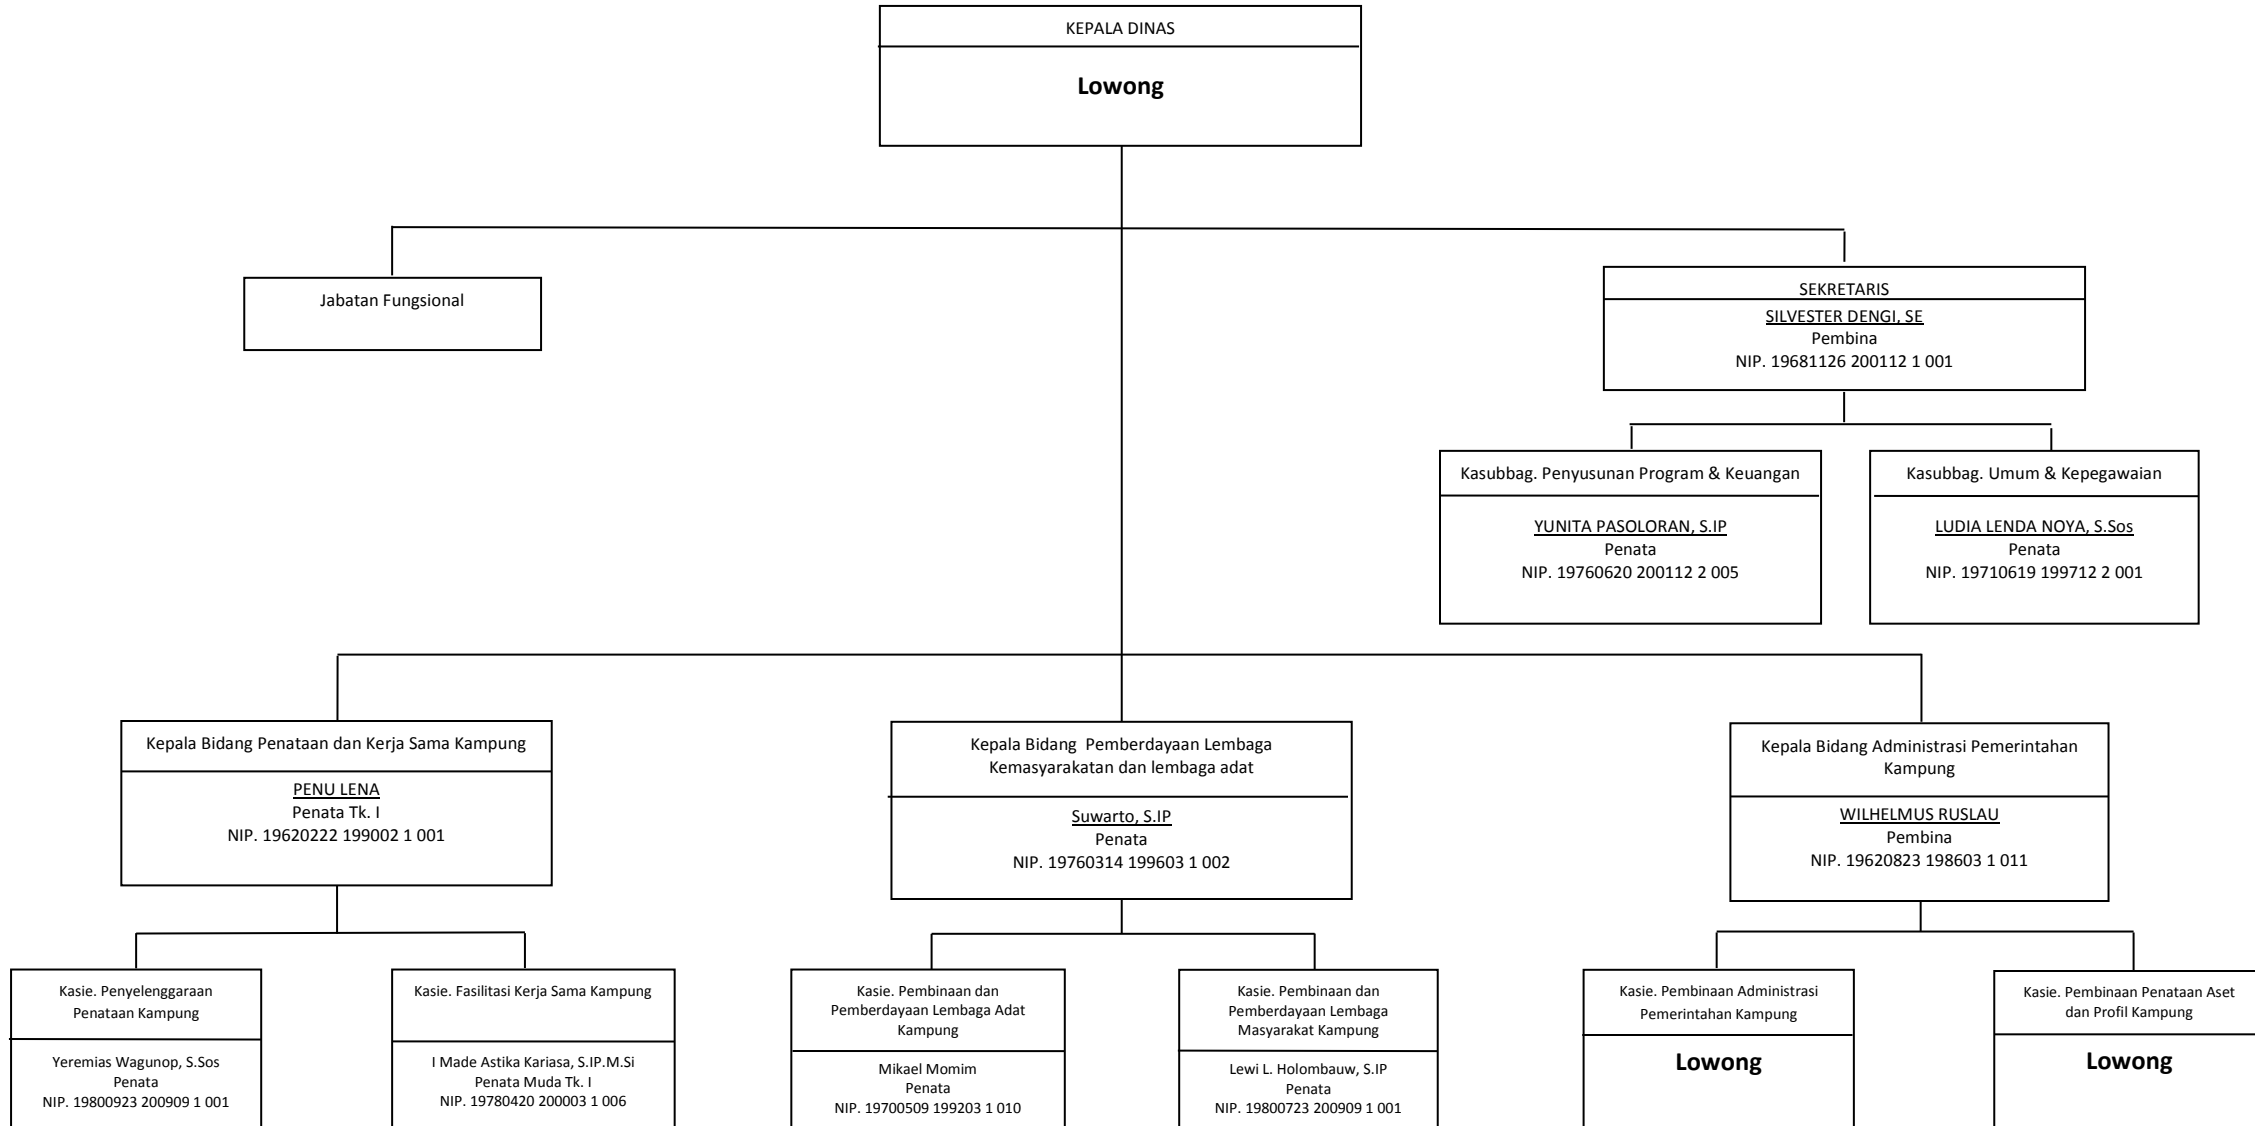 KEPALA DINAS
Lowong
Jabatan Fungsional
SEKRETARIS
SILVESTER DENGI, SE
Pembina
NIP. 19681126 200112 1 001
Kasubbag. Penyusunan Program & Keuangan
YUNITA PASOLORAN, S.IP
Penata
NIP. 19760620 200112 2 005
Kasubbag. Umum & Kepegawaian
LUDIA LENDA NOYA, S.Sos
Penata
NIP. 19710619 199712 2 001
Kepala Bidang Penataan dan Kerja Sama Kampung
PENU LENA
Penata Tk. I
NIP. 19620222 199002 1 001
Kepala Bidang  Pemberdayaan Lembaga
Kemasyarakatan dan lembaga adat
Suwarto, S.IP
Penata
NIP. 19760314 199603 1 002
Kepala Bidang Administrasi Pemerintahan
Kampung
WILHELMUS RUSLAU
Pembina
NIP. 19620823 198603 1 011
Kasie. Penyelenggaraan
Penataan Kampung
Yeremias Wagunop, S.Sos
Penata
NIP. 19800923 200909 1 001
Kasie. Fasilitasi Kerja Sama Kampung
I Made Astika Kariasa, S.IP.M.Si
Penata Muda Tk. I
NIP. 19780420 200003 1 006
Kasie. Pembinaan dan
Pemberdayaan Lembaga Adat
Kampung
Mikael Momim
Penata
NIP. 19700509 199203 1 010
Kasie. Pembinaan dan
Pemberdayaan Lembaga
Masyarakat Kampung
Lewi L. Holombauw, S.IP
Penata
NIP. 19800723 200909 1 001
Kasie. Pembinaan Administrasi
Pemerintahan Kampung
Lowong
Kasie. Pembinaan Penataan Aset
dan Profil Kampung
Lowong